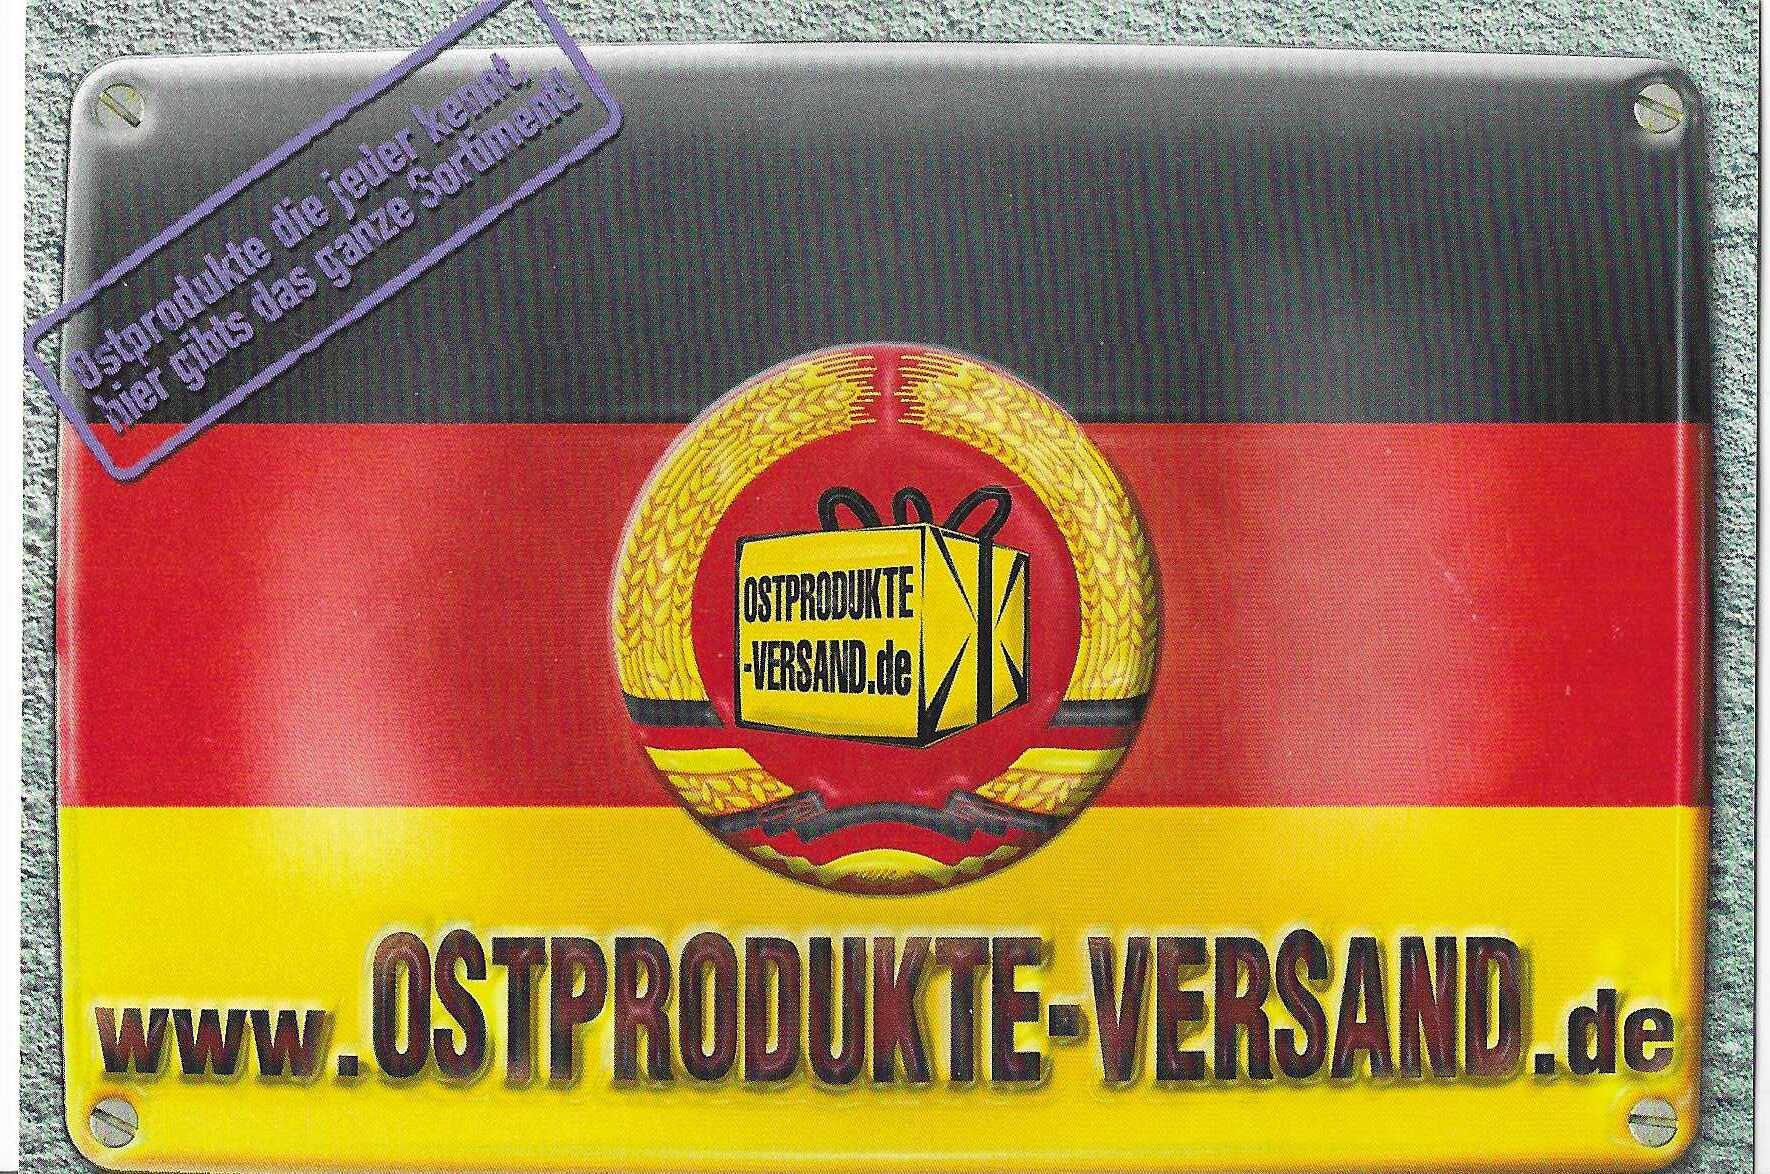 Ostprodukte die jeder kennt,
hier gibts das ganze Sortiment!
OSTPRODUKTE
-VERSAND.de
www.OSTPRODUKTE-VERSAND.de